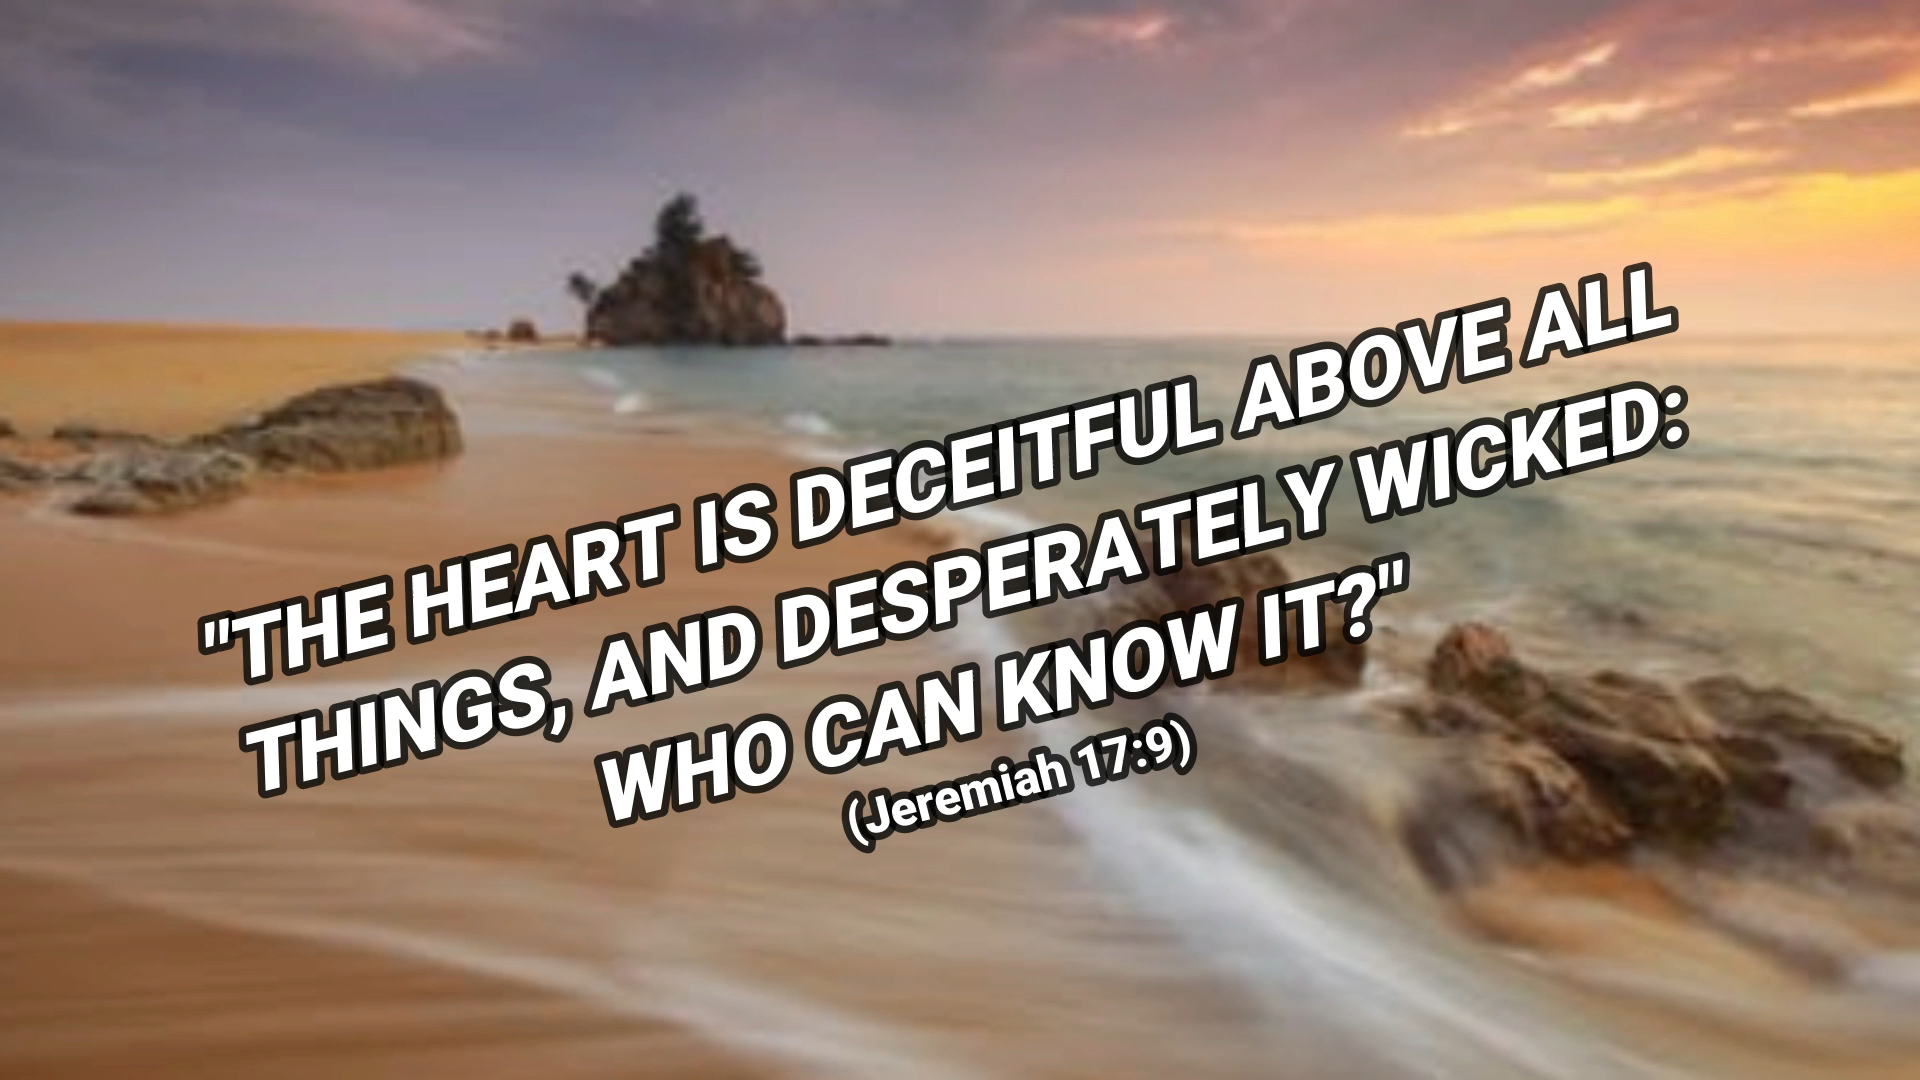 "THE HEART IS DECEITFUL ABOVE ALL
THINGS, AND DESPERATELY WICKED:
WHO CAN KNOW IT?"
(Jeremiah 17:9)